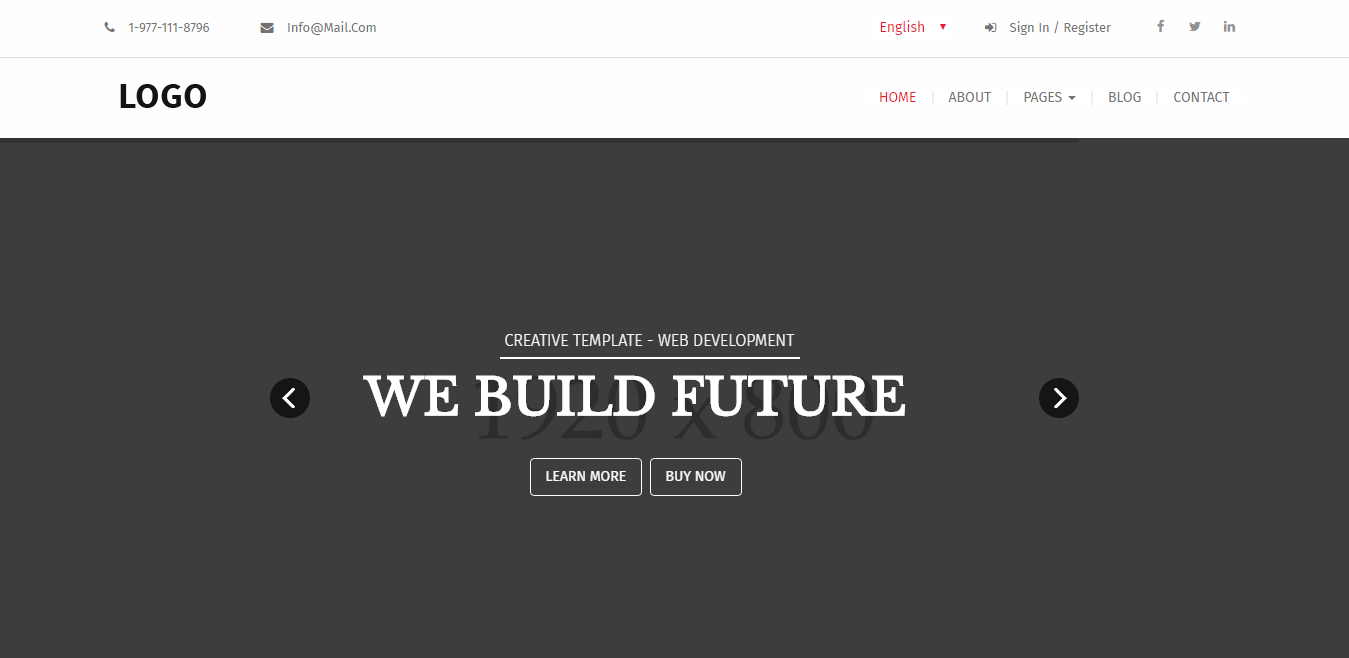 1-977-111-8796 Info@Mail.Com English Sign In / Register
LOGO HOME ABOUT PAGES BLOG CONTACT
CREATIVE TEMPLATE - WEB DEVELOPMENT
WE BUILD FUTURE
1920 x 800
LEARN MORE BUY NOW